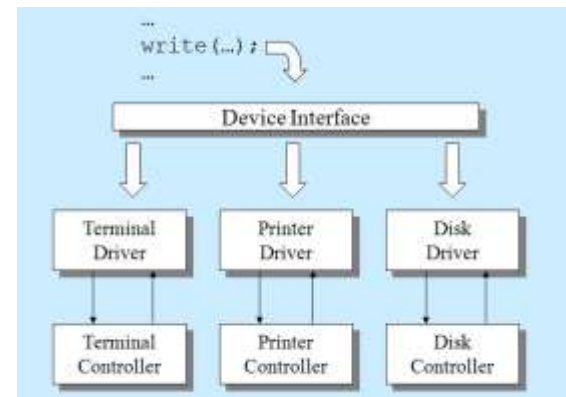 …
write(…);
…
Device Interface
Terminal
Driver
Printer
Driver
Disk
Driver
Terminal
Controller
Printer
Controller
Disk
Controller